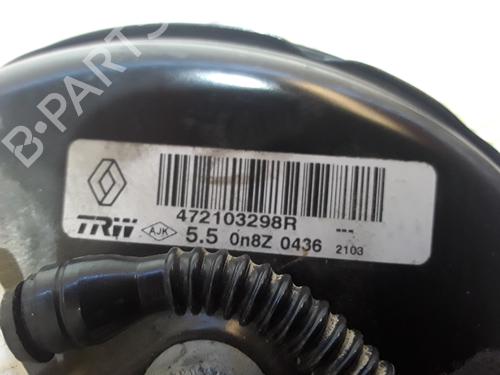 B-PARTS
472103298R
---
TRW AJK 5.5 0n8Z 0436 2103